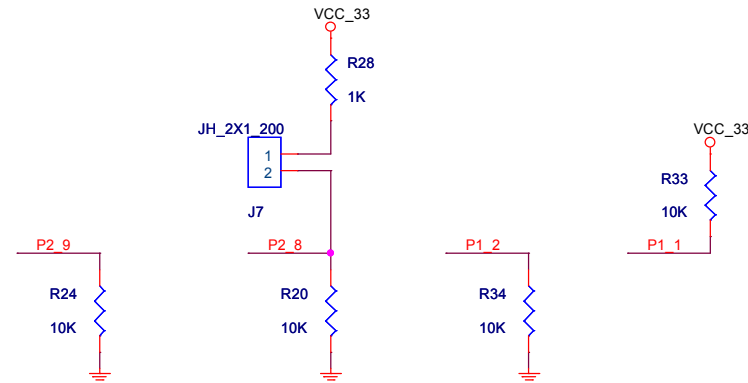 VCC_33
R28
1K
JH_2X1_200
1
2
J7
VCC_33
R33
10K
P2_9
P2_8
P1_2
P1_1
R24
10K
R20
10K
R34
10K